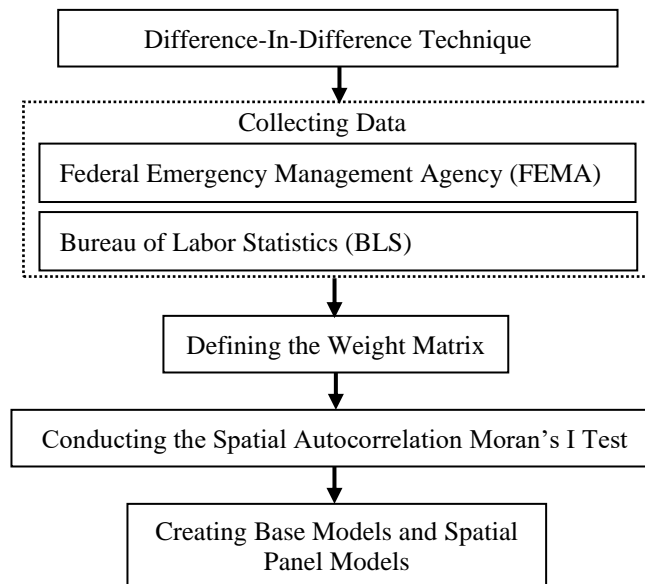 Difference-In-Difference Technique
Collecting Data
Federal Emergency Management Agency (FEMA)
Bureau of Labor Statistics (BLS)
Defining the Weight Matrix
Conducting the Spatial Autocorrelation Moran’s I Test
Creating Base Models and Spatial
Panel Models